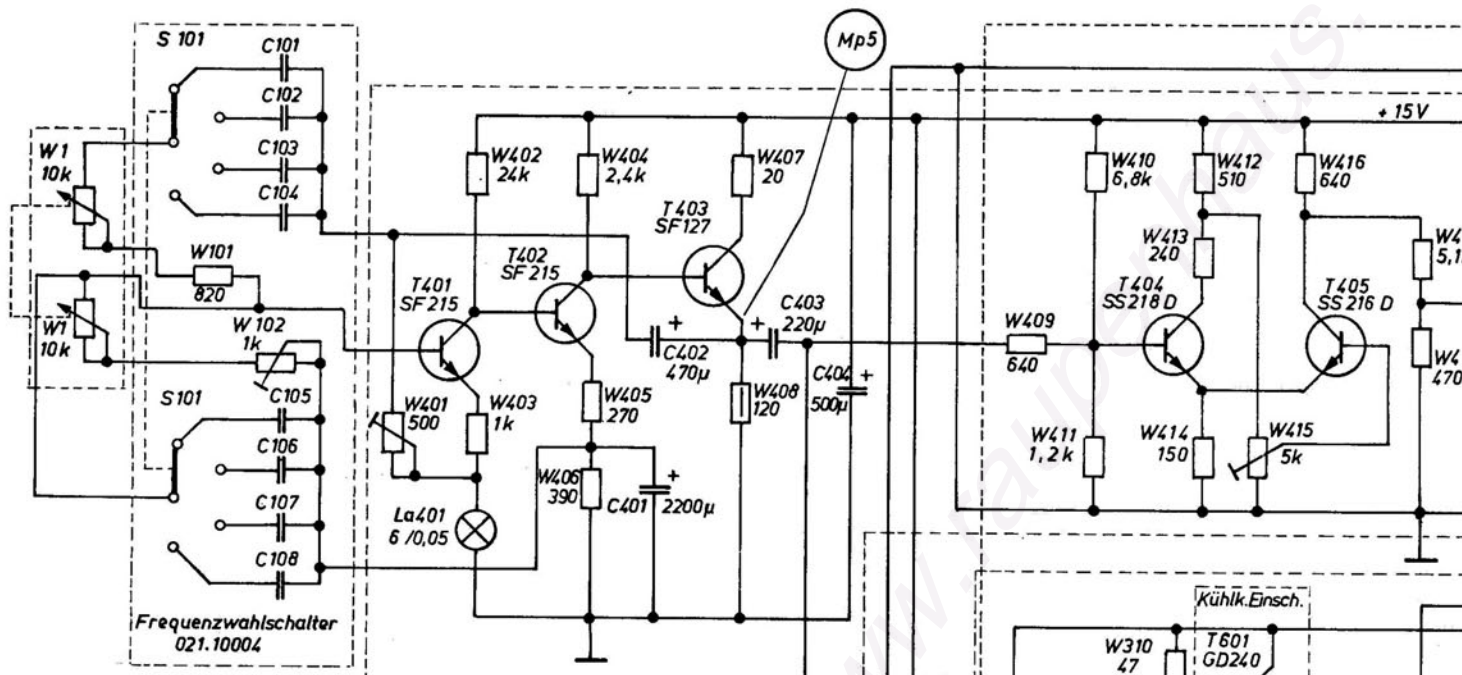 S 101
C101
C102
C103
C104
W1
10k
W101
820
W1
10k
W102
1k
S101
C105
C106
C107
C108
Frequenzwahlschalter
021.10004
Mp5
W402
24k
W404
2,4k
W407
20
T403
SF127
T402
SF 215
T401
SF 215
C403
220µ
+
+
C402
470µ
W401
500
W403
1k
W405
270
W408
120
C404
500µ
+
W406
390
C401
+
2200µ
La401
6/0,05
+ 15 V
W410
6,8k
W412
510
W416
640
W413
240
T404
SS218 D
T405
SS 216 D
W409
640
W411
1,2k
W414
150
W415
5k
470
Kühlk.Einsch.
W310
47
T601
GD240